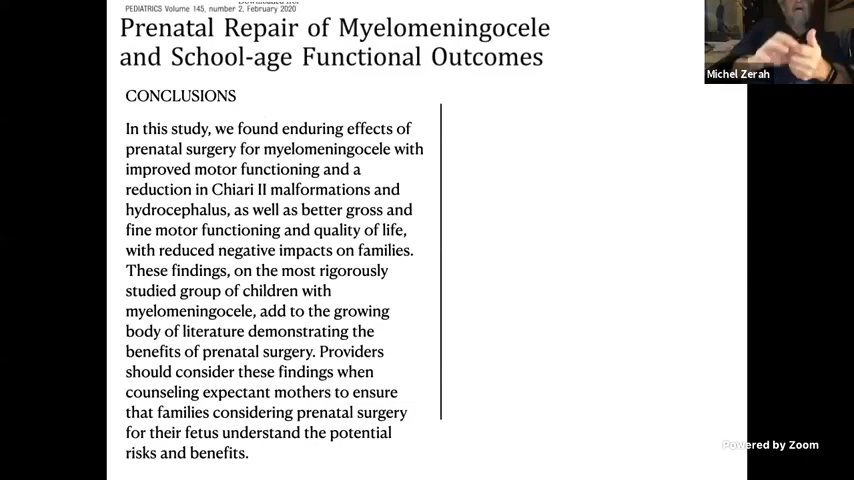 PEDIATRICS Volume 145, number 2, February 2020
Prenatal Repair of Myelomeningocele
and School-age Functional Outcomes
CONCLUSIONS
In this study, we found enduring effects of
prenatal surgery for myelomeningocele with
improved motor functioning and a
reduction in Chiari II malformations and
hydrocephalus, as well as better gross and
fine motor functioning and quality of life,
with reduced negative impacts on families.
These findings, on the most rigorously
studied group of children with
myelomeningocele, add to the growing
body of literature demonstrating the
benefits of prenatal surgery. Providers
should consider these findings when
counseling expectant mothers to ensure
that families considering prenatal surgery
for their fetus understand the potential
risks and benefits.
Michel Zerah
Powered by Zoom